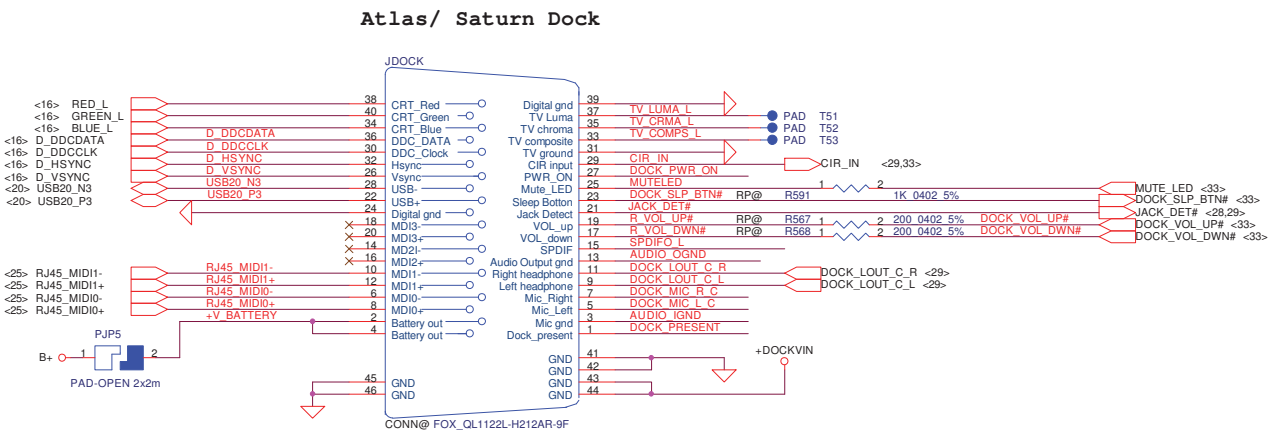 Atlas/ Saturn Dock
JDOCK
<16> RED_L 38 CRT_Red Digital gnd 39
<16> GREEN_L 40 CRT_Green TV Luma 37 TV_LUMA_L PAD T51
<16> BLUE_L 34 CRT_Blue TV chroma 35 TV_CRMA_L PAD T52
<16> D_DDCDATA D_DDCDATA 36 DDC_DATA TV composite 33 TV_COMPS_L PAD T53
<16> D_DDCCLK D_DDCCLK 30 DDC_Clock TV ground 31
<16> D_HSYNC D_HSYNC 32 Hsync CIR input 29 CIR_IN CIR_IN <29,33>
<16> D_VSYNC D_VSYNC 26 Vsync PWR_ON 27 DOCK_PWR_ON
<20> USB20_N3 USB20_N3 28 USB- Mute_LED 25 MUTELED 1 2 MUTE_LED <33>
<20> USB20_P3 USB20_P3 22 USB+ Sleep Botton 23 DOCK_SLP_BTN# RP@ R591 1K_0402_5% DOCK_SLP_BTN# <33>
24 Digital gnd Jack Detect 21 JACK_DET# JACK_DET# <28,29>
18 MDI3- VOL_up 19 R_VOL_UP# RP@ R567 1 2 200_0402_5% DOCK_VOL_UP# DOCK_VOL_UP# <33>
20 MDI3+ VOL_down 17 R_VOL_DWN# RP@ R568 1 2 200_0402_5% DOCK_VOL_DWN# DOCK_VOL_DWN# <33>
14 MD2I- SPDIF 15 SPDIFO_L
16 MDI2+ Audio Output gnd 13 AUDIO_OGND
<25> RJ45_MIDI1- RJ45_MIDI1- 10 MDI1- Right headphone 11 DOCK_LOUT_C_R DOCK_LOUT_C_R <29>
<25> RJ45_MIDI1+ RJ45_MIDI1+ 12 MDI1+ Left headphone 9 DOCK_LOUT_C_L DOCK_LOUT_C_L <29>
<25> RJ45_MIDI0- RJ45_MIDI0- 6 MDI0- Mic_Right 7 DOCK_MIC_R_C
<25> RJ45_MIDI0+ RJ45_MIDI0+ 8 MDI0+ Mic_Left 5 DOCK_MIC_L_C
+V_BATTERY 2 Battery out Mic gnd 3 AUDIO_IGND
4 Battery out Dock_present 1 DOCK_PRESENT
PJP5
B+ 1 2
PAD-OPEN 2x2m
GND 41
GND 42
+DOCKVIN
45 GND GND 43
46 GND GND 44
CONN@ FOX_QL1122L-H212AR-9F